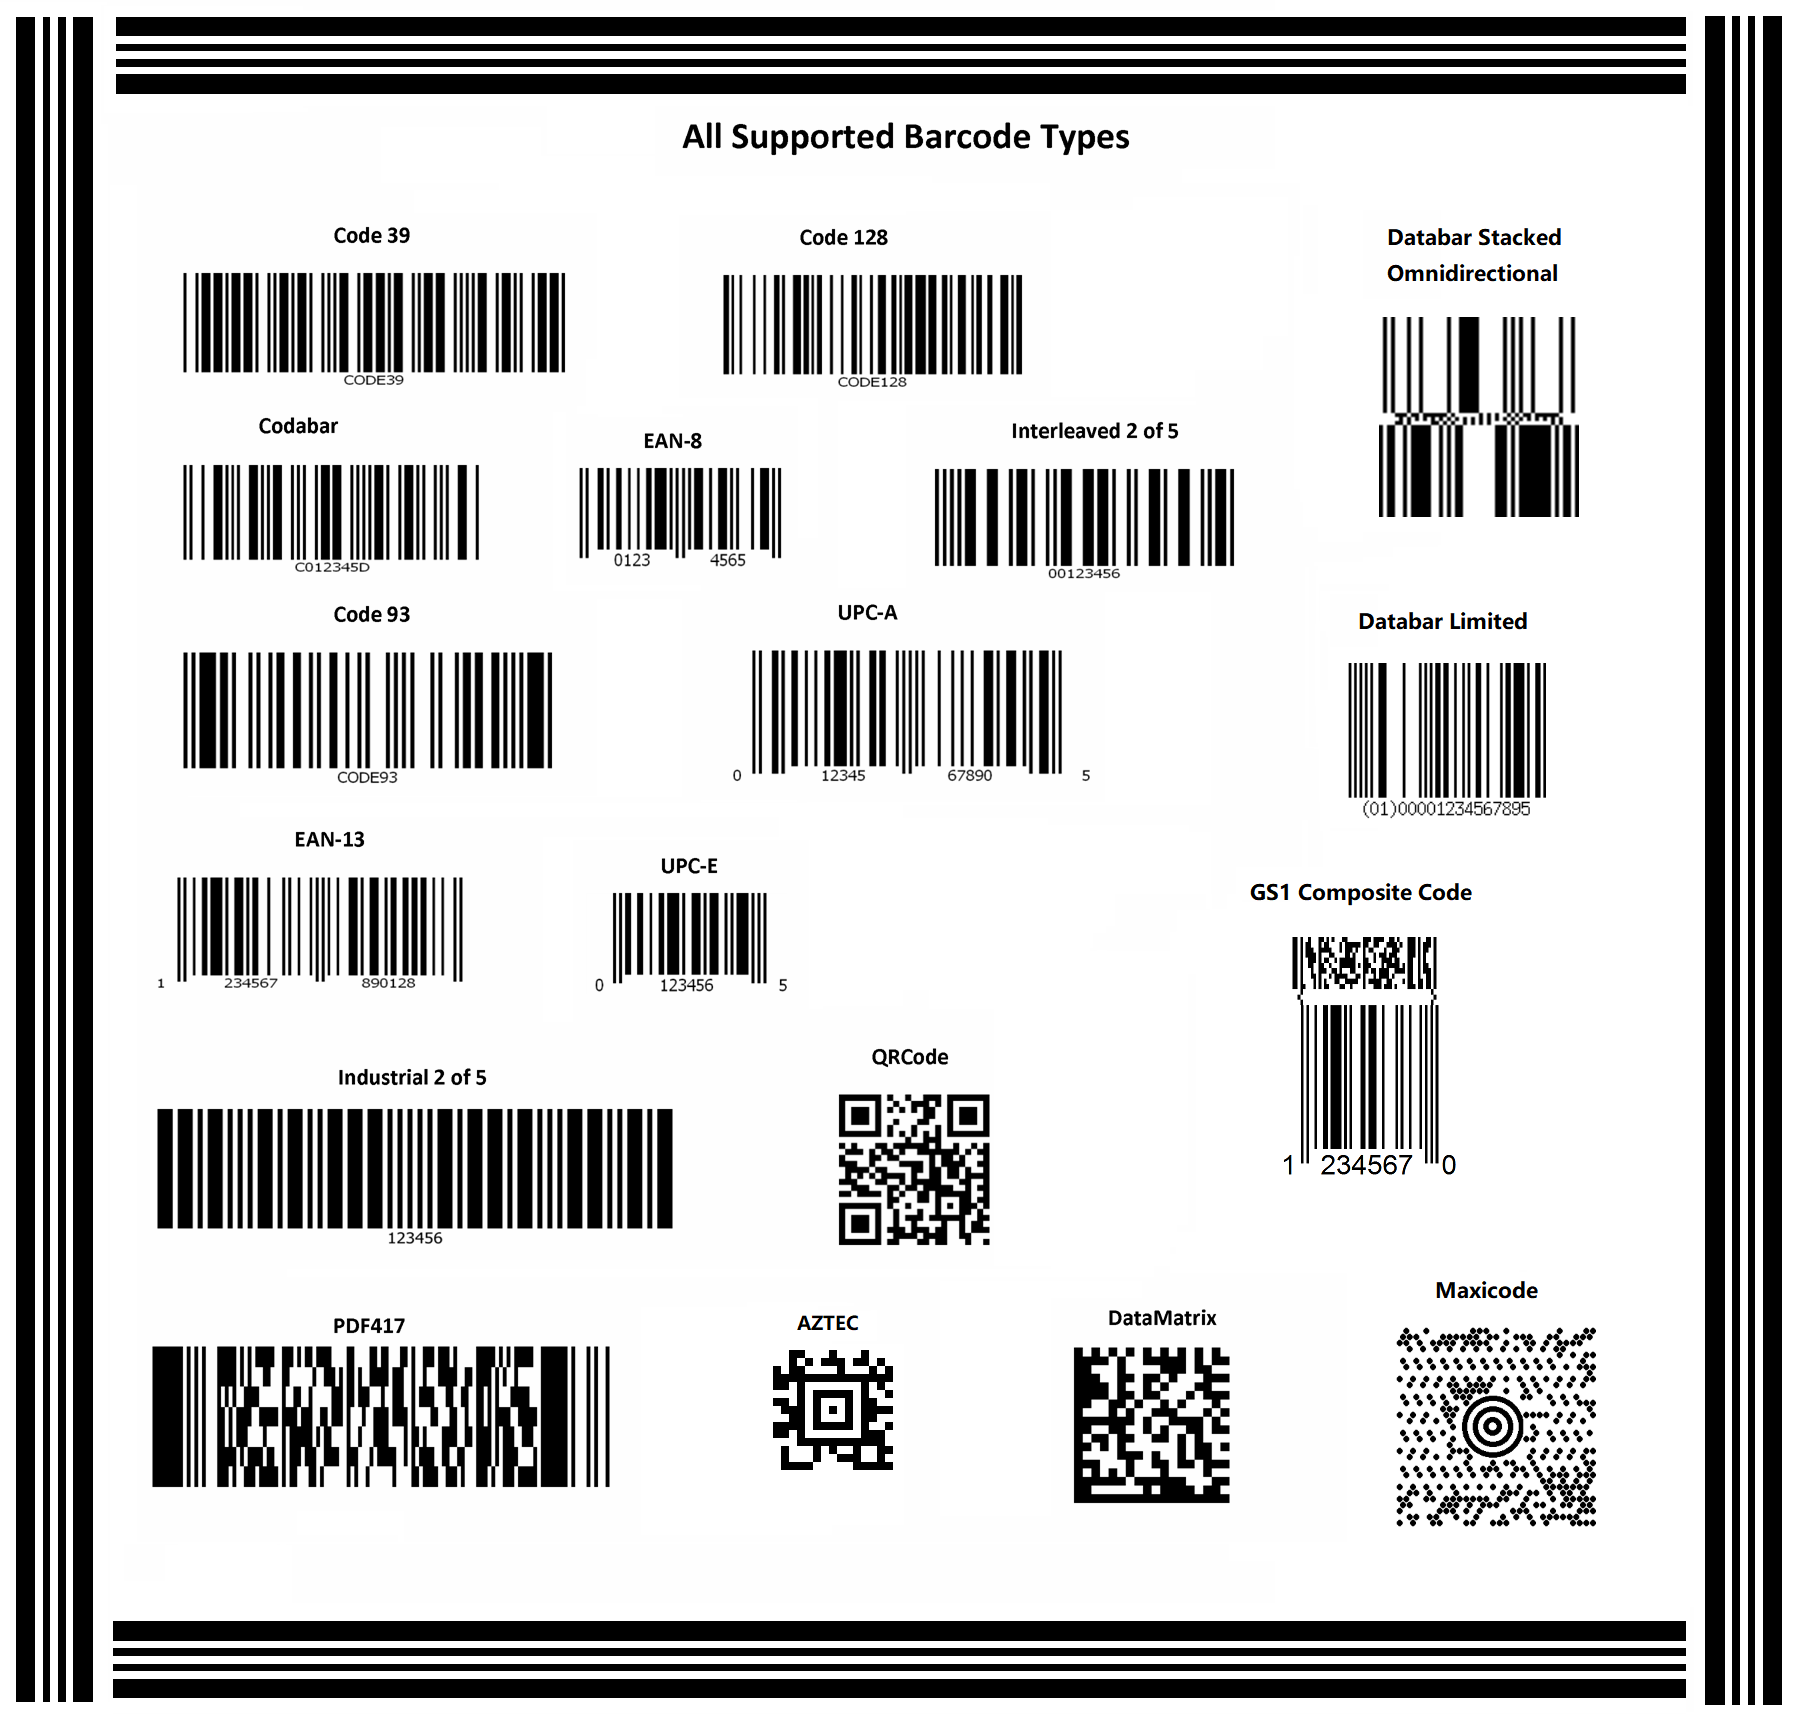 All Supported Barcode Types
Code 39
CODE39
Code 128
CODE128
Databar Stacked
Omnidirectional
Codabar
C012345D
EAN-8
0123 4565
Interleaved 2 of 5
00123456
Code 93
CODE93
UPC-A
0 12345 67890 5
Databar Limited
(01)00001234567895
EAN-13
1 234567 890128
UPC-E
0 123456 5
GS1 Composite Code
1 234567 0
Industrial 2 of 5
123456
QRCode
PDF417
AZTEC
DataMatrix
Maxicode